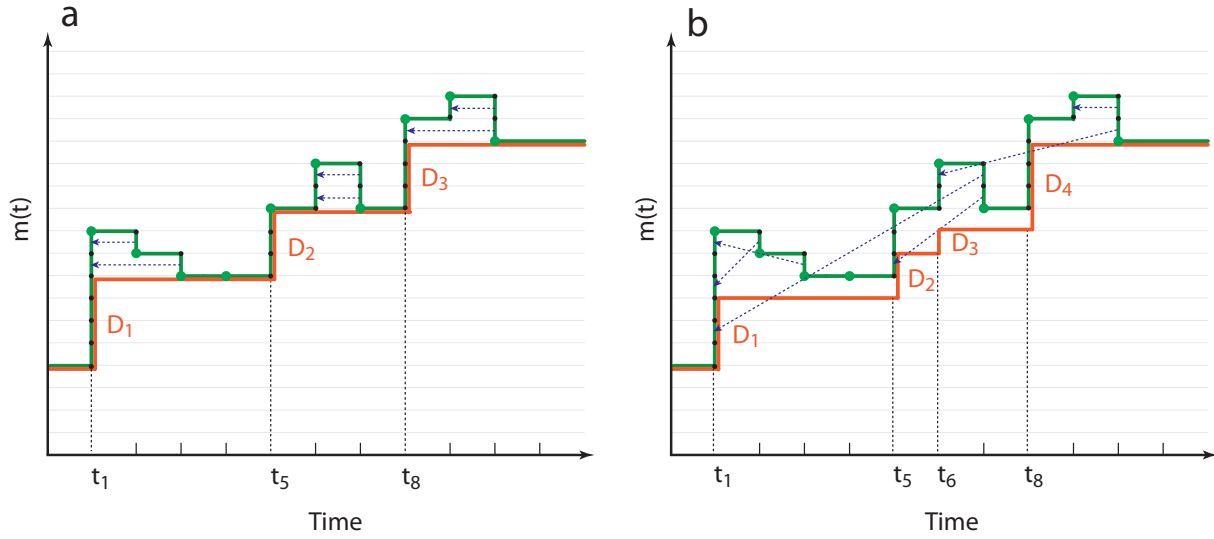 a
m(t)
D₁
D₂
D₃
t₁
t₅
t₈
Time
b
m(t)
D₁
D₂
D₃
D₄
t₁
t₅
t₆
t₈
Time